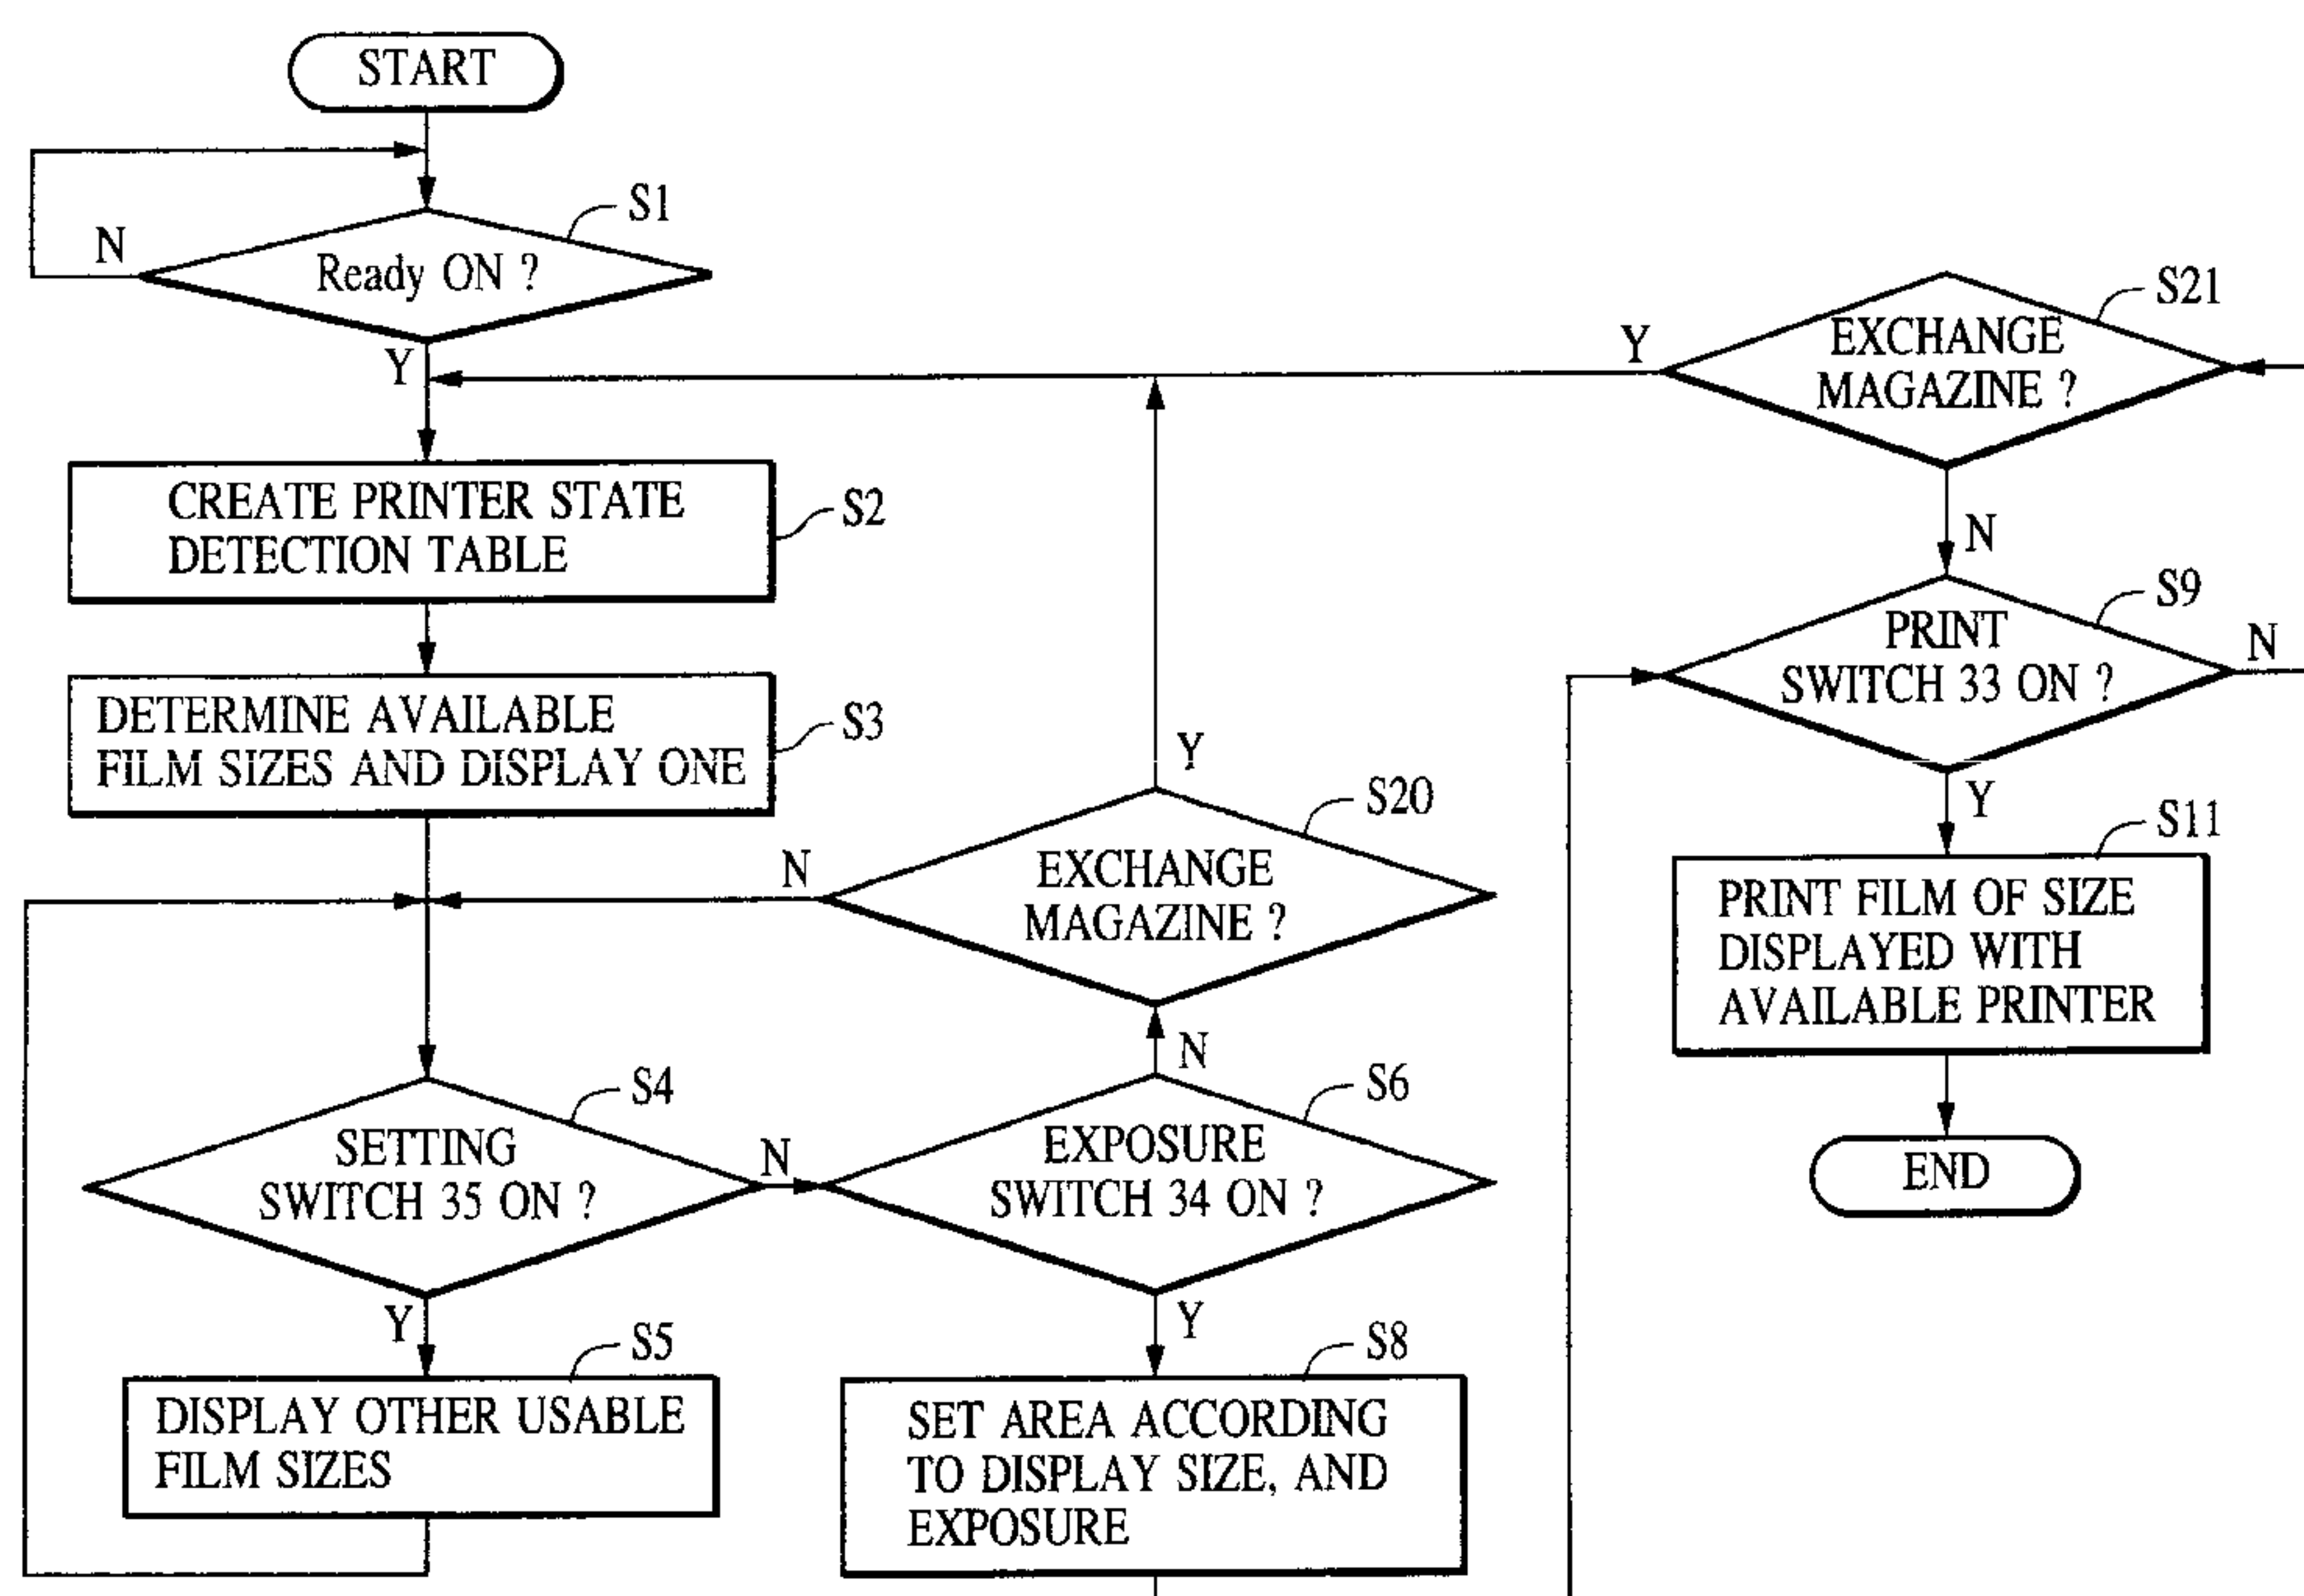 START
S1
N
Ready ON ?
Y
S2
CREATE PRINTER STATE
DETECTION TABLE
S3
DETERMINE AVAILABLE
FILM SIZES AND DISPLAY ONE
S4
SETTING
SWITCH 35 ON ?
N
Y
S5
DISPLAY OTHER USABLE
FILM SIZES
S6
EXPOSURE
SWITCH 34 ON ?
N
Y
S20
EXCHANGE
MAGAZINE ?
N
Y
S8
SET AREA ACCORDING
TO DISPLAY SIZE, AND
EXPOSURE
S21
EXCHANGE
MAGAZINE ?
Y
N
S9
PRINT
SWITCH 33 ON ?
N
Y
S11
PRINT FILM OF SIZE
DISPLAYED WITH
AVAILABLE PRINTER
END